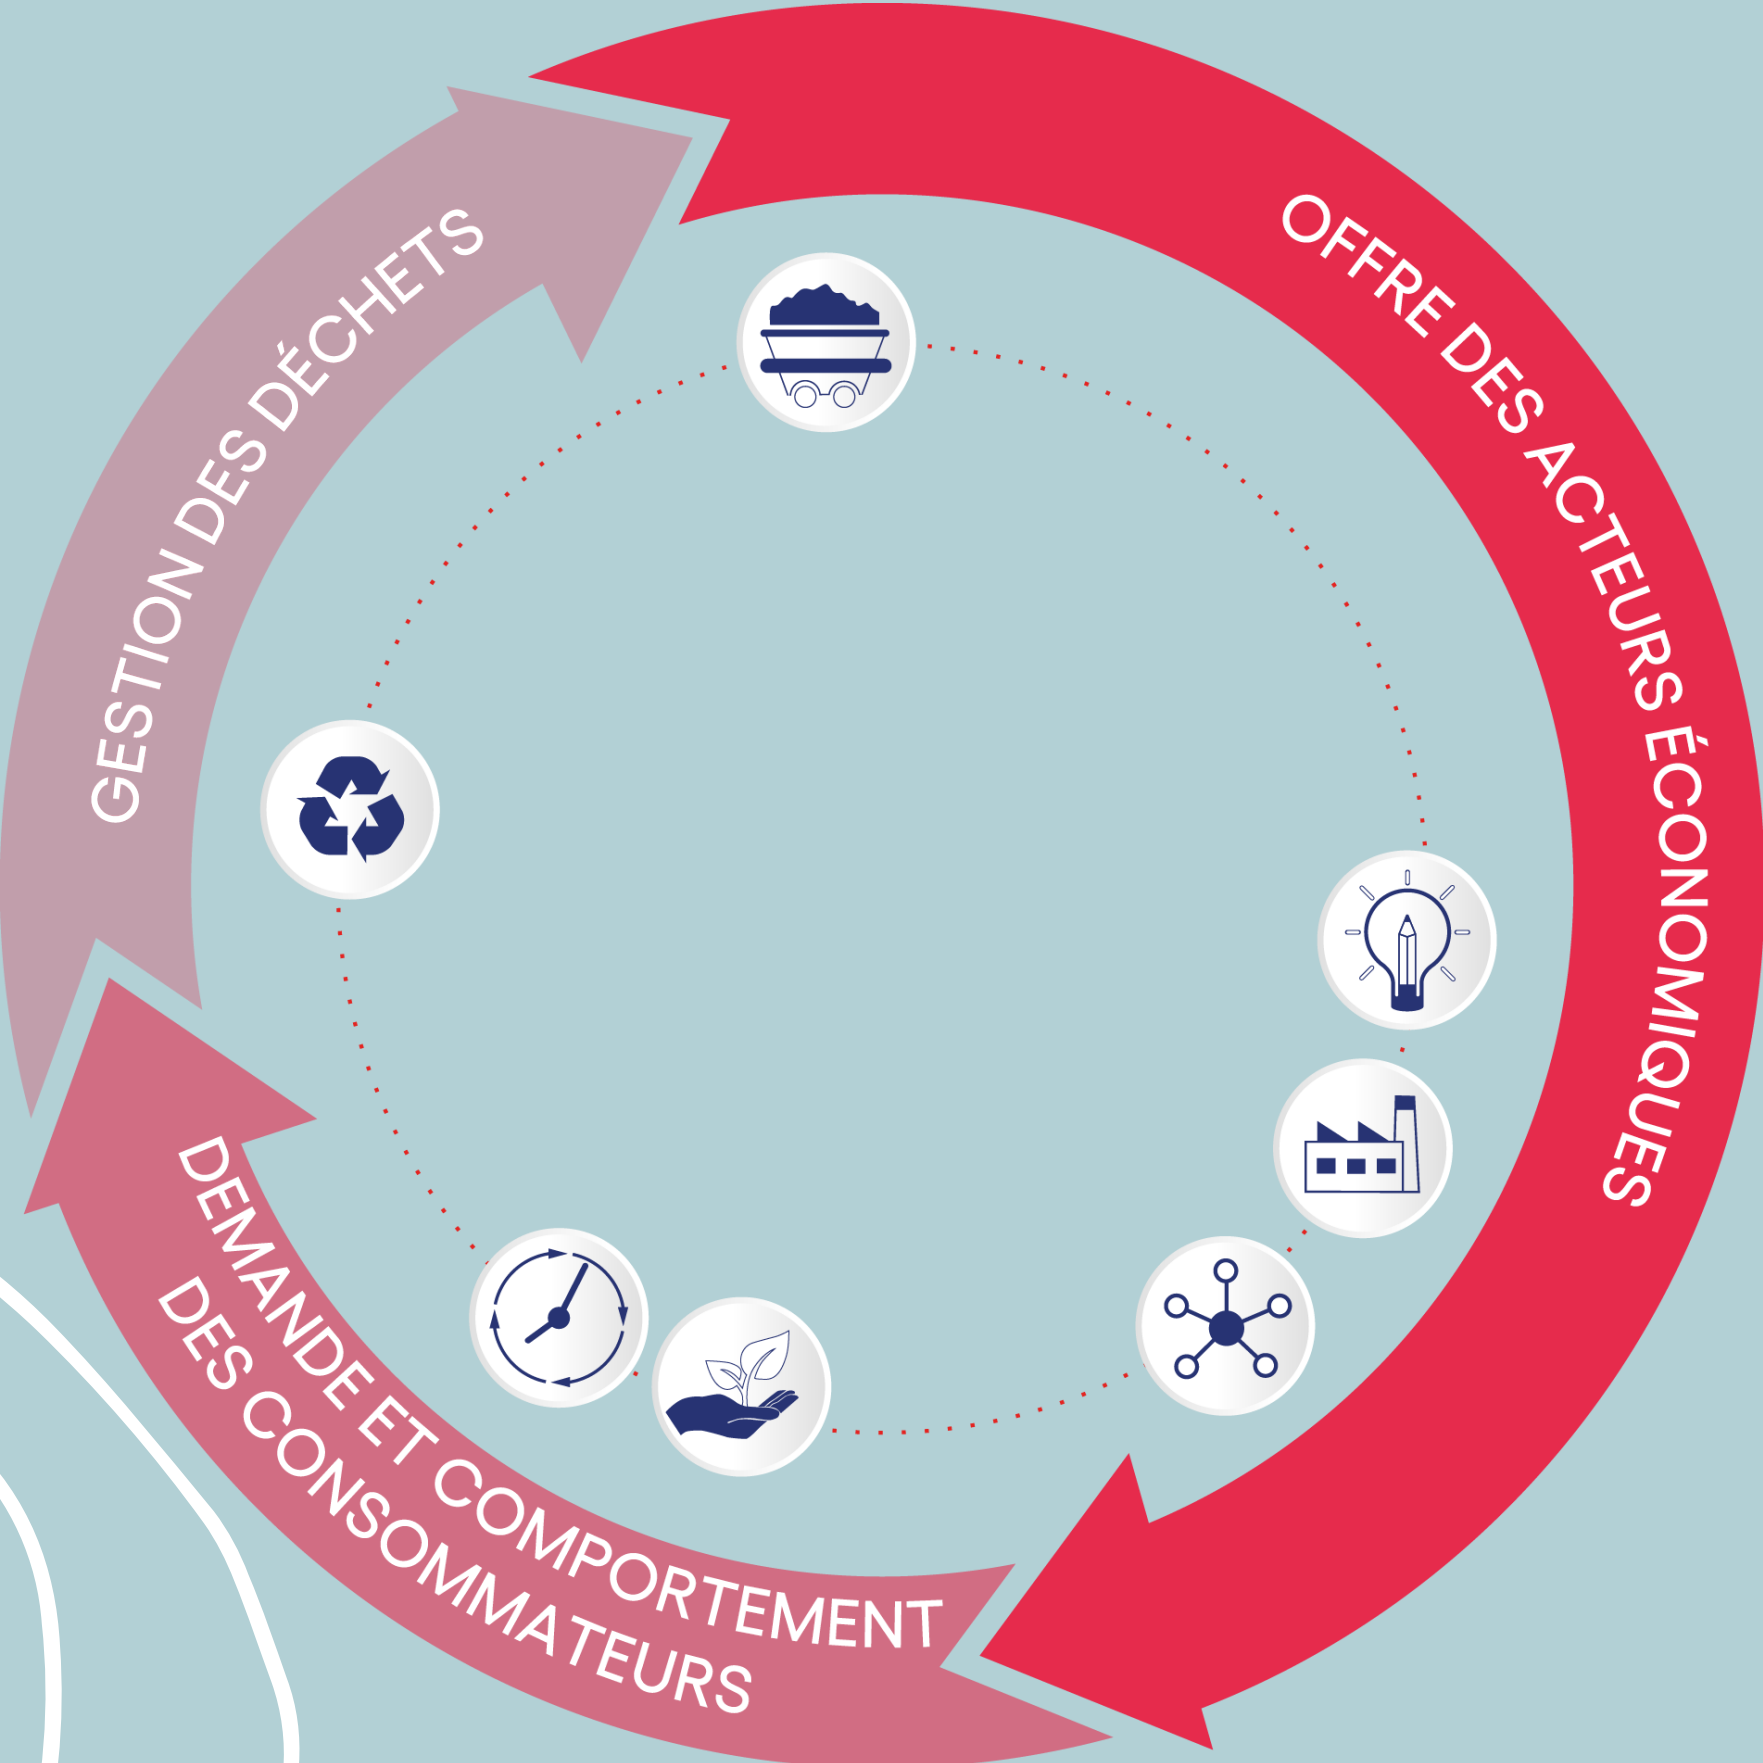 OFFRE DES ACTEURS ÉCONOMIQUES
DEMANDE ET COMPORTEMENT
DES CONSOMMATEURS
GESTION DES DÉCHETS